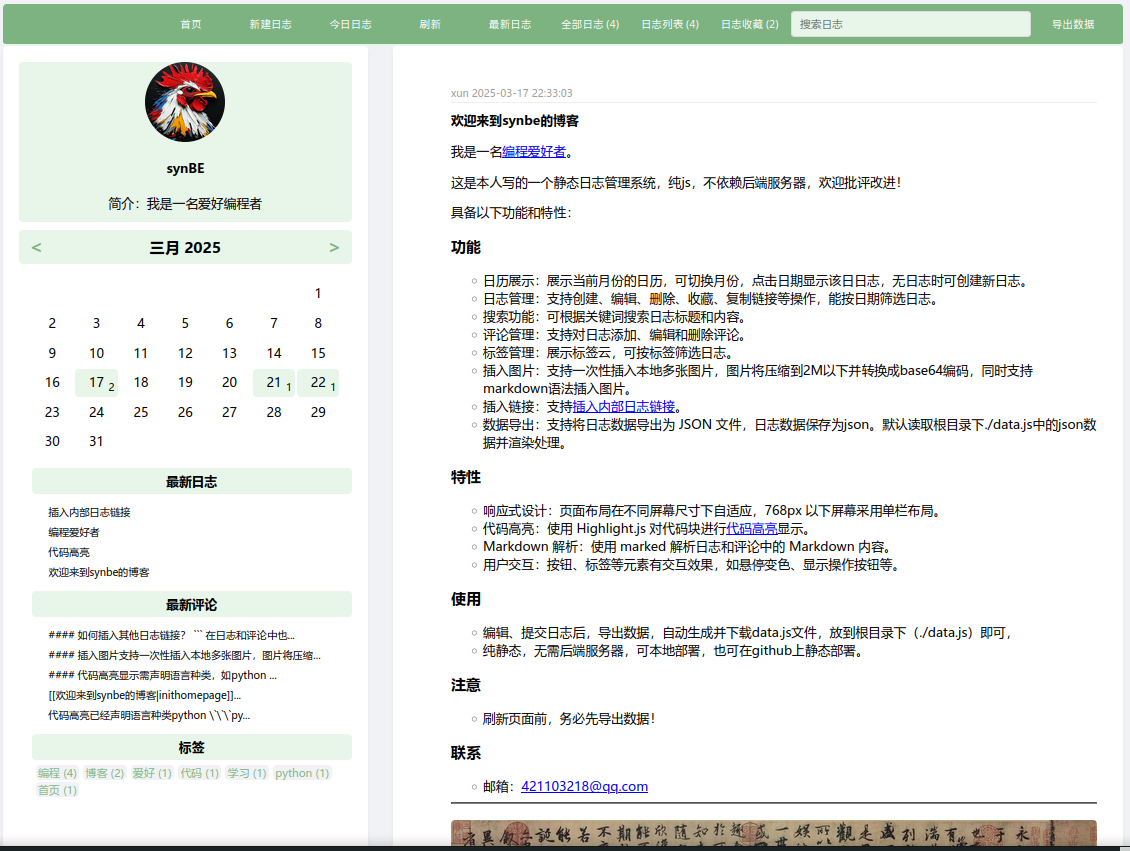 首页 新建日志 今日日志 刷新 最新日志 全部日志 (4) 日志列表 (4) 日志收藏 (2) 搜索日志 导出数据
synBE
简介：我是一名爱好编程者
< 三月 2025 >
1
2 3 4 5 6 7 8
9 10 11 12 13 14 15
16 17 2 18 19 20 21 1 22 1
23 24 25 26 27 28 29
30 31
最新日志
插入内部日志链接
编程爱好者
代码高亮
欢迎来到synbe的博客
最新评论
#### 如何插入其他日志链接？ ``` 在日志和评论中也...
#### 插入图片支持一次性插入本地多张图片，图片将压缩...
#### 代码高亮显示需声明语言种类，如python ...
[[欢迎来到synbe的博客|inithomepage]]...
代码高亮已经声明语言种类python \`\`\`py...
标签
编程 (4) 博客 (2) 爱好 (1) 代码 (1) 学习 (1) python (1)
首页 (1)
xun 2025-03-17 22:33:03
欢迎来到synbe的博客
我是一名编程爱好者。
这是本人写的一个静态日志管理系统，纯js，不依赖后端服务器，欢迎批评改进！
具备以下功能和特性：
功能
日历展示：展示当前月份的日历，可切换月份，点击日期显示该日日志，无日志时可创建新日志。
日志管理：支持创建、编辑、删除、收藏、复制链接等操作，能按日期筛选日志。
搜索功能：可根据关键词搜索日志标题和内容。
评论管理：支持对日志添加、编辑和删除评论。
标签管理：展示标签云，可按标签筛选日志。
插入图片：支持一次性插入本地多张图片，图片将压缩到2M以下并转换成base64编码，同时支持
markdown语法插入图片。
插入链接：支持插入内部日志链接。
数据导出：支持将日志数据导出为 JSON 文件，日志数据保存为json。默认读取根目录下./data.js中的json数
据并渲染处理。
特性
响应式设计：页面布局在不同屏幕尺寸下自适应，768px 以下屏幕采用单栏布局。
代码高亮：使用 Highlight.js 对代码块进行代码高亮显示。
Markdown 解析：使用 marked 解析日志和评论中的 Markdown 内容。
用户交互：按钮、标签等元素有交互效果，如悬停变色、显示操作按钮等。
使用
编辑、提交日志后，导出数据，自动生成并下载data.js文件，放到根目录下（./data.js）即可，
纯静态，无需后端服务器，可本地部署，也可在github上静态部署。
注意
刷新页面前，务必先导出数据！
联系
邮箱：421103218@qq.com